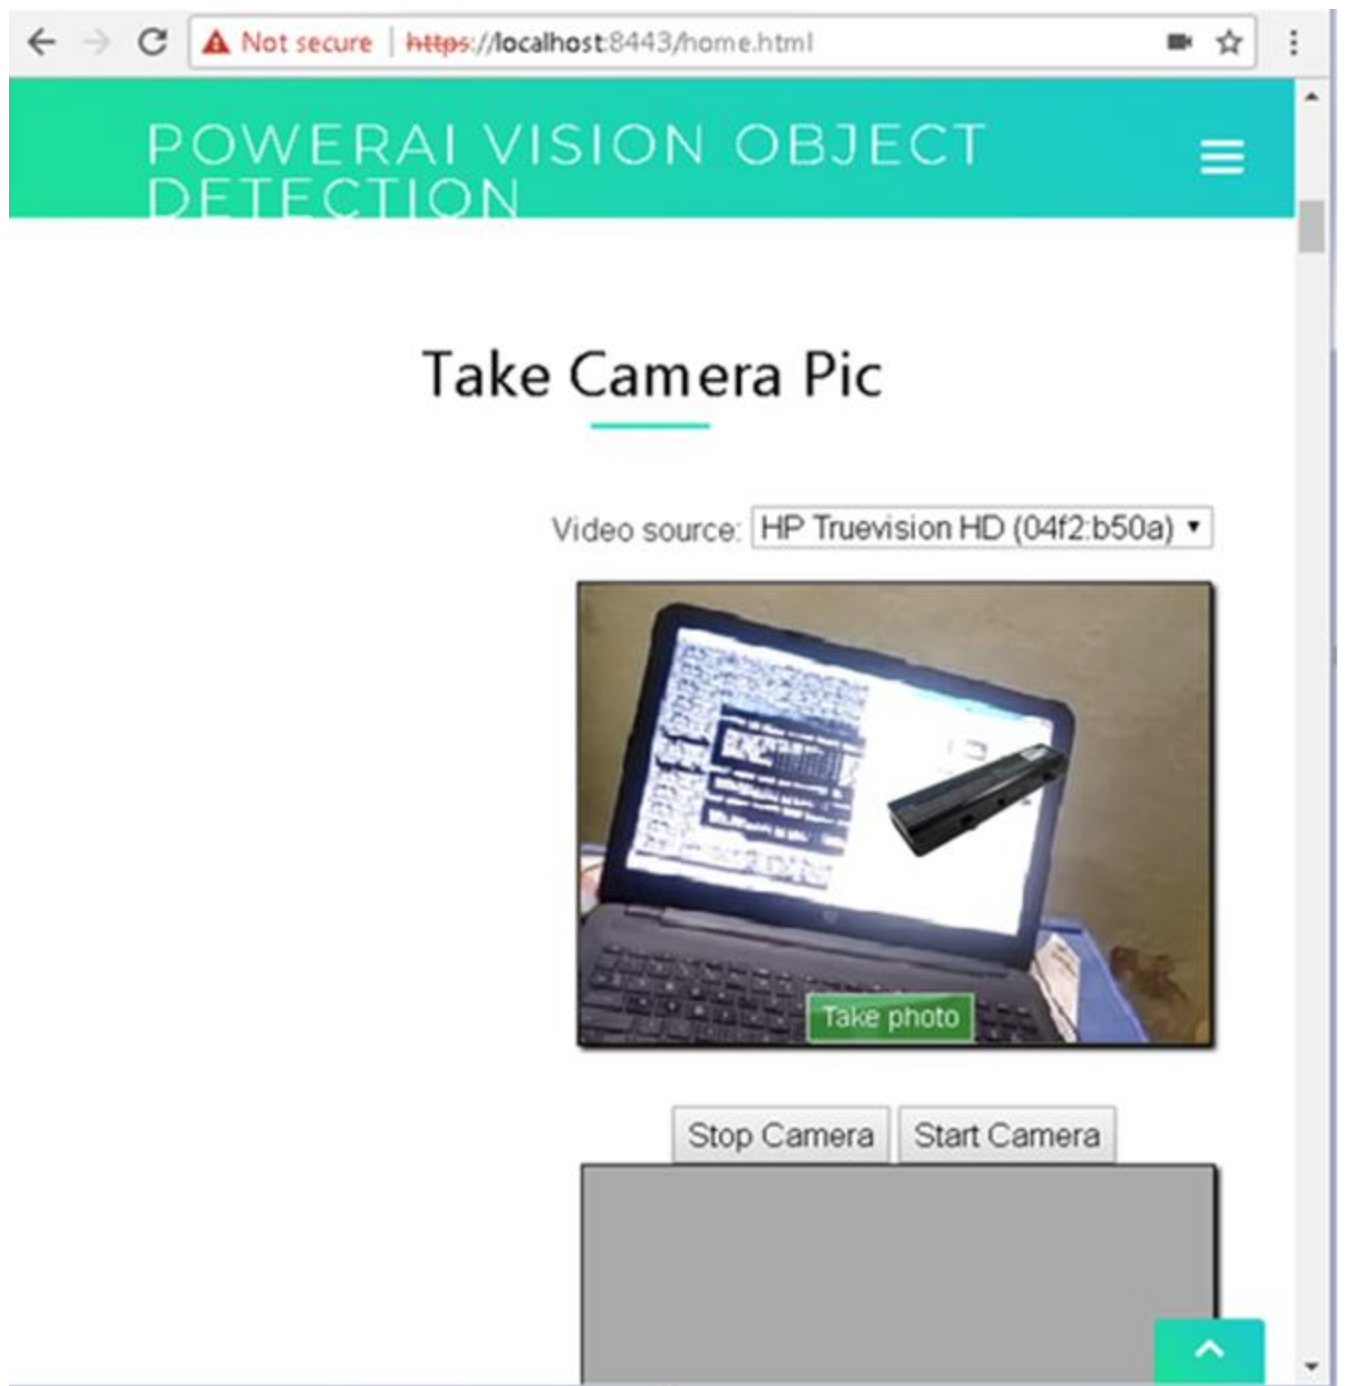 Not secure | https://localhost:8443/home.html
POWERAI VISION OBJECT
DETECTION
Take Camera Pic
Video source: HP Truevision HD (04f2:b50a)
Take photo
Stop Camera Start Camera